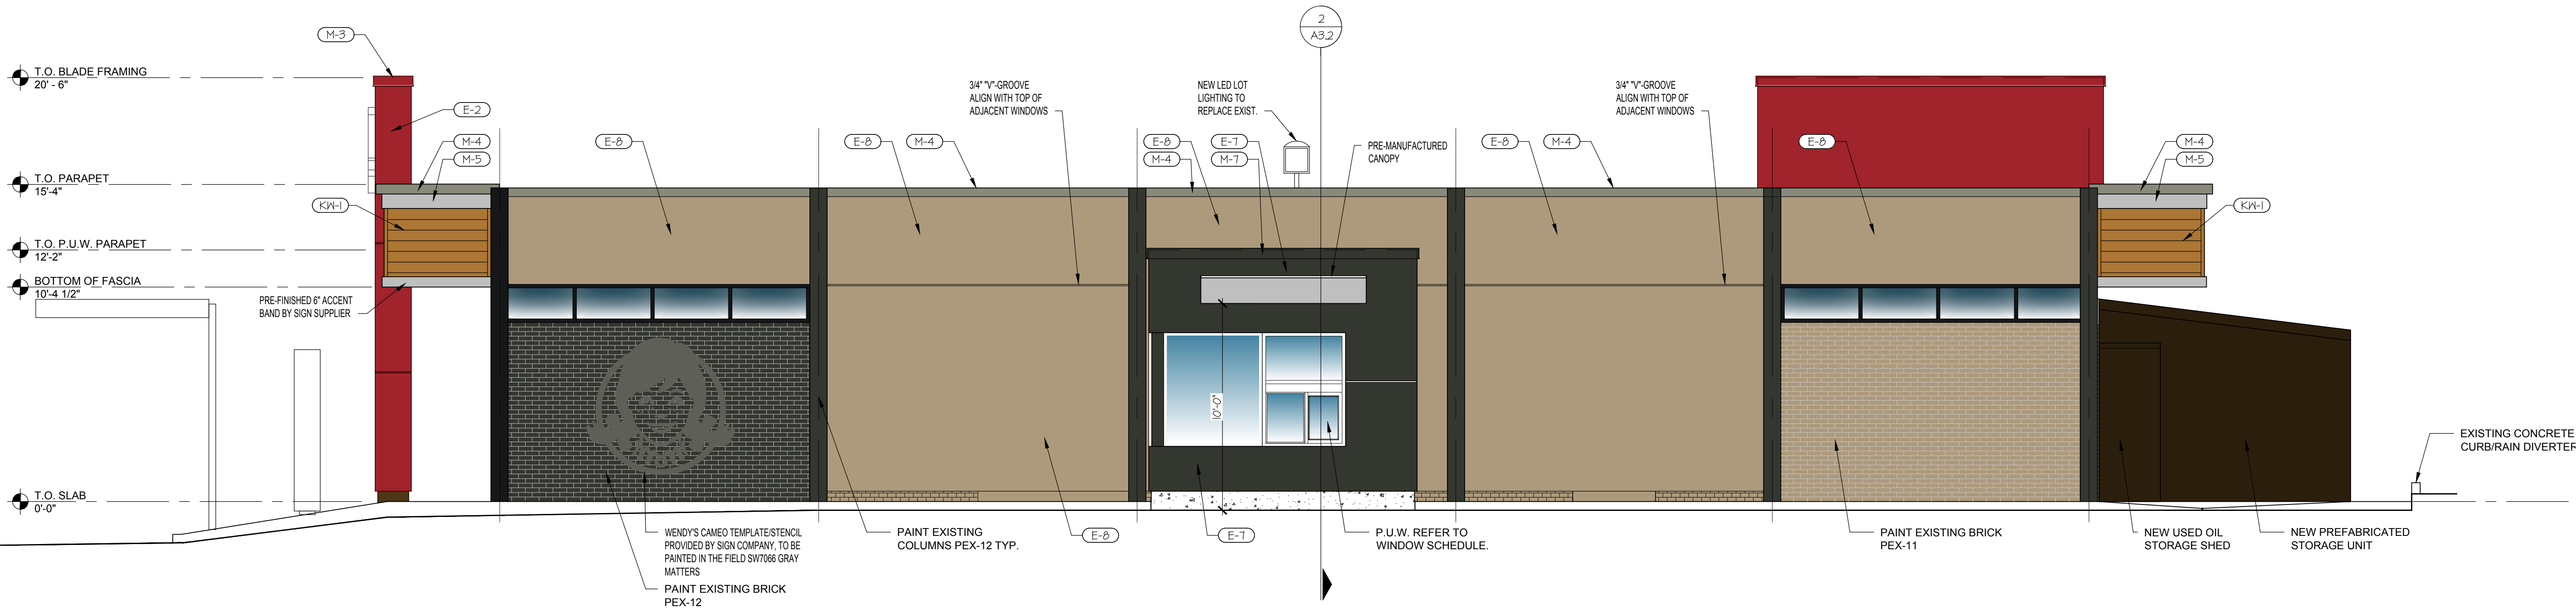 2
A3.2
M-3
T.O. BLADE FRAMING
20' - 6"
E-2
3/4" "V"-GROOVE
ALIGN WITH TOP OF
ADJACENT WINDOWS
NEW LED LOT
LIGHTING TO
REPLACE EXIST.
3/4" "V"-GROOVE
ALIGN WITH TOP OF
ADJACENT WINDOWS
M-4
M-5
E-8
E-8
M-4
E-8
M-4
E-7
M-7
PRE-MANUFACTURED
CANOPY
E-8
M-4
E-8
M-4
M-5
T.O. PARAPET
15'-4"
KW-1
KW-1
T.O. P.U.W. PARAPET
12'-2"
BOTTOM OF FASCIA
10'-4 1/2"
PRE-FINISHED 6" ACCENT
BAND BY SIGN SUPPLIER
10'-0"
EXISTING CONCRETE
CURB/RAIN DIVERTER
T.O. SLAB
0'-0"
WENDY'S CAMEO TEMPLATE/STENCIL
PROVIDED BY SIGN COMPANY, TO BE
PAINTED IN THE FIELD SW7066 GRAY
MATTERS
PAINT EXISTING BRICK
PEX-12
PAINT EXISTING
COLUMNS PEX-12 TYP.
E-8
E-7
P.U.W. REFER TO
WINDOW SCHEDULE.
PAINT EXISTING BRICK
PEX-11
NEW USED OIL
STORAGE SHED
NEW PREFABRICATED
STORAGE UNIT